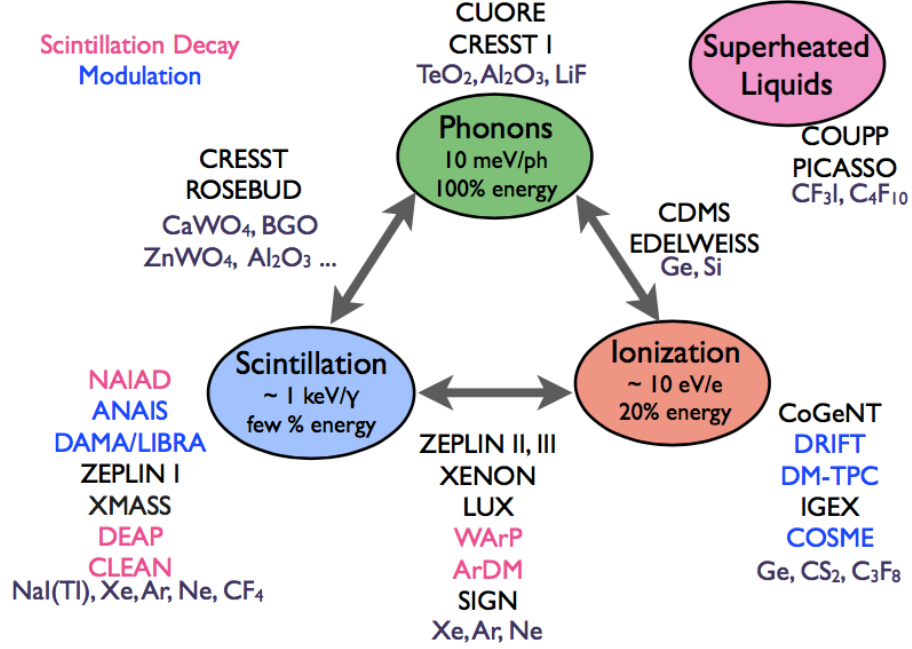 Scintillation Decay
Modulation
CUORE
CRESST I
TeO₂, Al₂O₃, LiF
Superheated
Liquids
COUPP
PICASSO
CF₃I, C₄F₁₀
Phonons
10 meV/ph
100% energy
CRESST
ROSEBUD
CaWO₄, BGO
ZnWO₄, Al₂O₃ ...
CDMS
EDELWEISS
Ge, Si
Scintillation
~ 1 keV/γ
few % energy
Ionization
~ 10 eV/e
20% energy
NAIAD
ANAIS
DAMA/LIBRA
ZEPLIN I
XMASS
DEAP
CLEAN
NaI(Tl), Xe, Ar, Ne, CF₄
ZEPLIN II, III
XENON
LUX
WArP
ArDM
SIGN
Xe, Ar, Ne
CoGeNT
DRIFT
DM-TPC
IGEX
COSME
Ge, CS₂, C₃F₈